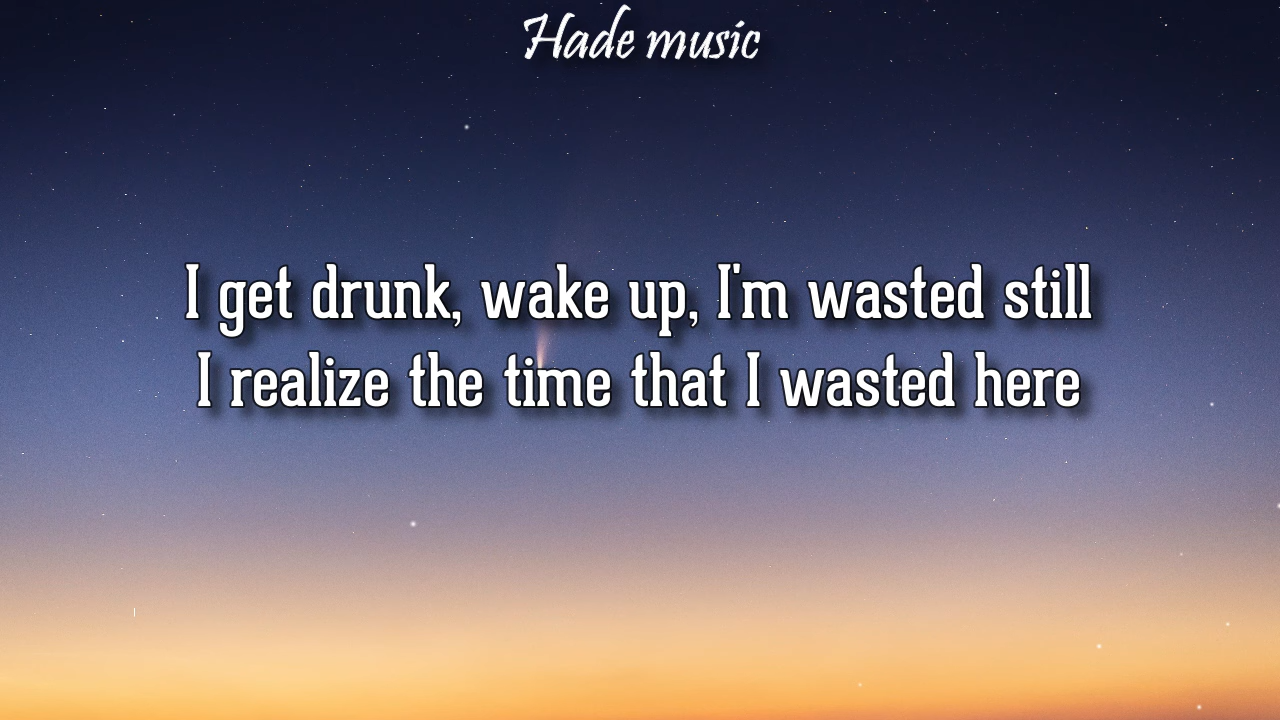 Hade music
I get drunk, wake up, I'm wasted still
I realize the time that I wasted here